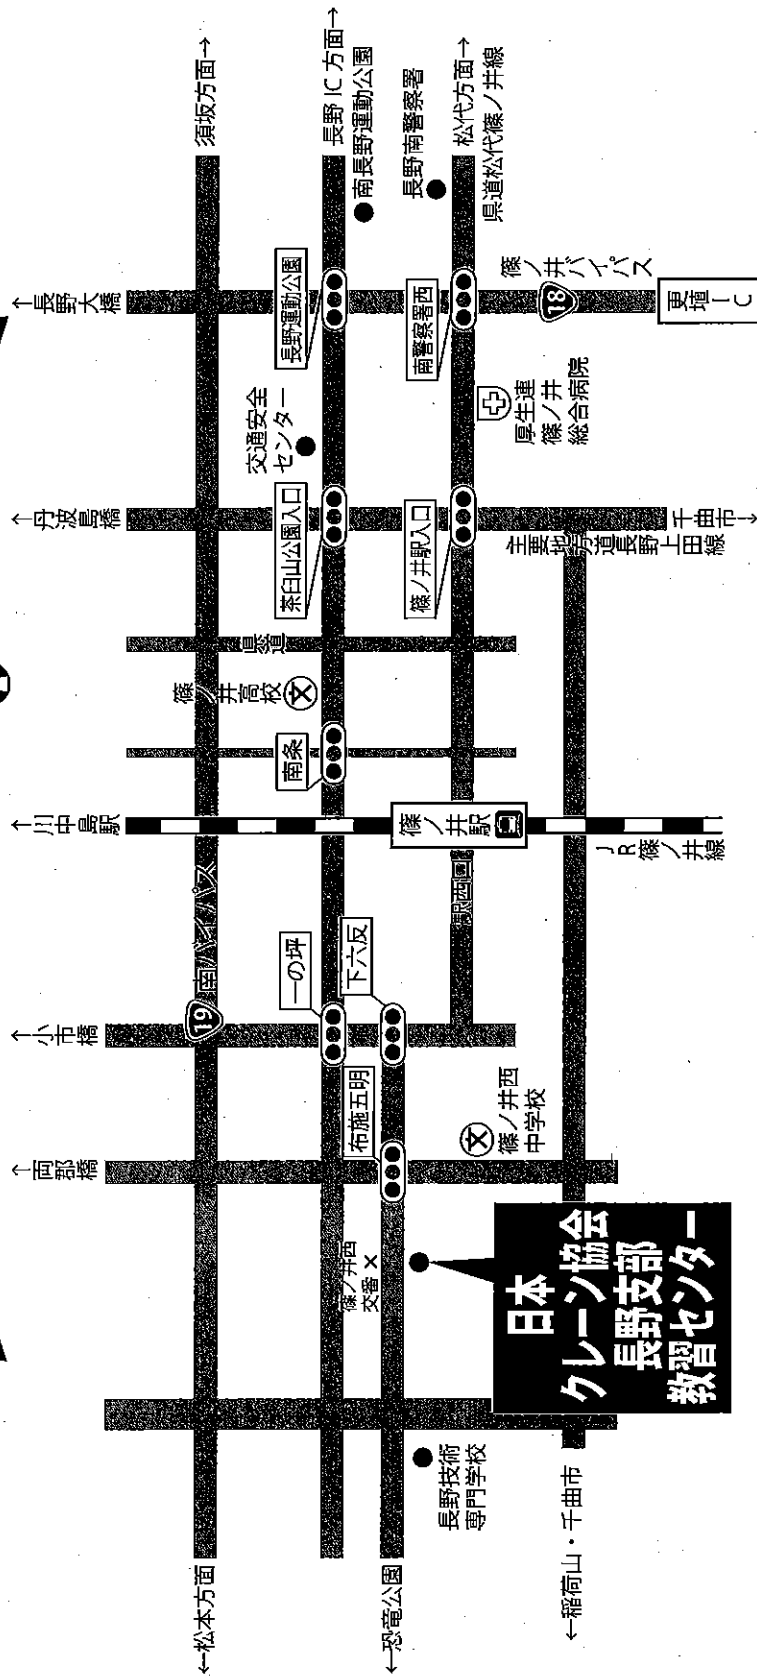 ←松本方面
須坂方面→
←恐竜公園
長野IC方面→
←稲荷山・千曲市
松代方面→
県道松代篠ノ井線
↑両郡橋
↑小市橋
↑川中島駅
↑丹波島橋
↑長野大橋
19
南バイパス
長野技術
専門学校
篠ノ井西
交番
日本
クレーン協会
長野支部
教習センター
布施五明
篠ノ井西
中学校
一の坪
下六反
駅西口
篠ノ井駅
JR篠ノ井線
南条
篠ノ井高校
文
文
県道
茶臼山公園入口
篠ノ井駅入口
交通安全
センター
主要地方道長野上田線
千曲市→
厚生連
篠ノ井
総合病院
長野運動公園
南警察署西
南長野運動公園
長野南警察署
18
篠ノ井バイパス
更埴IC